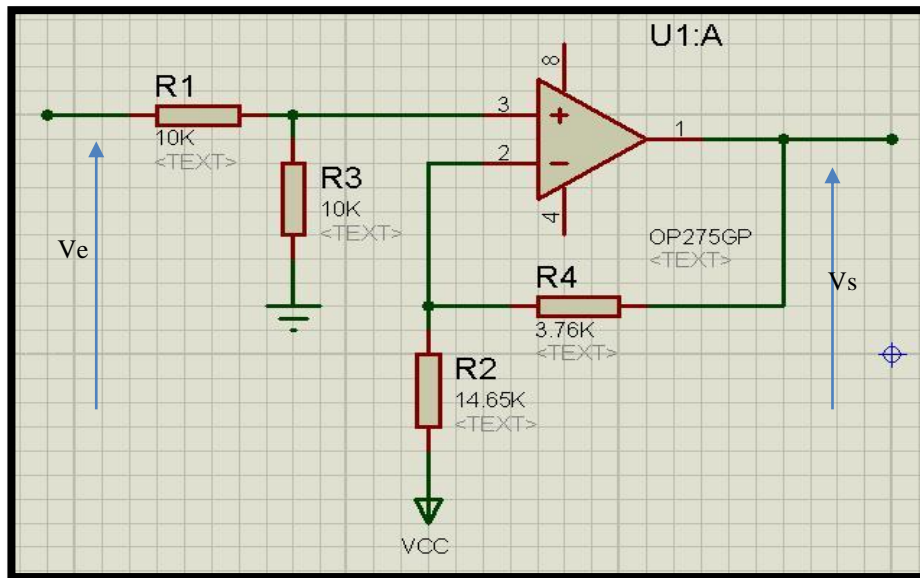 U1:A
R1
10K
<TEXT>
8
3
1
2
4
R3
10K
<TEXT>
Ve
OP275GP
<TEXT>
Vs
R4
3.76K
<TEXT>
R2
14.65K
<TEXT>
VCC